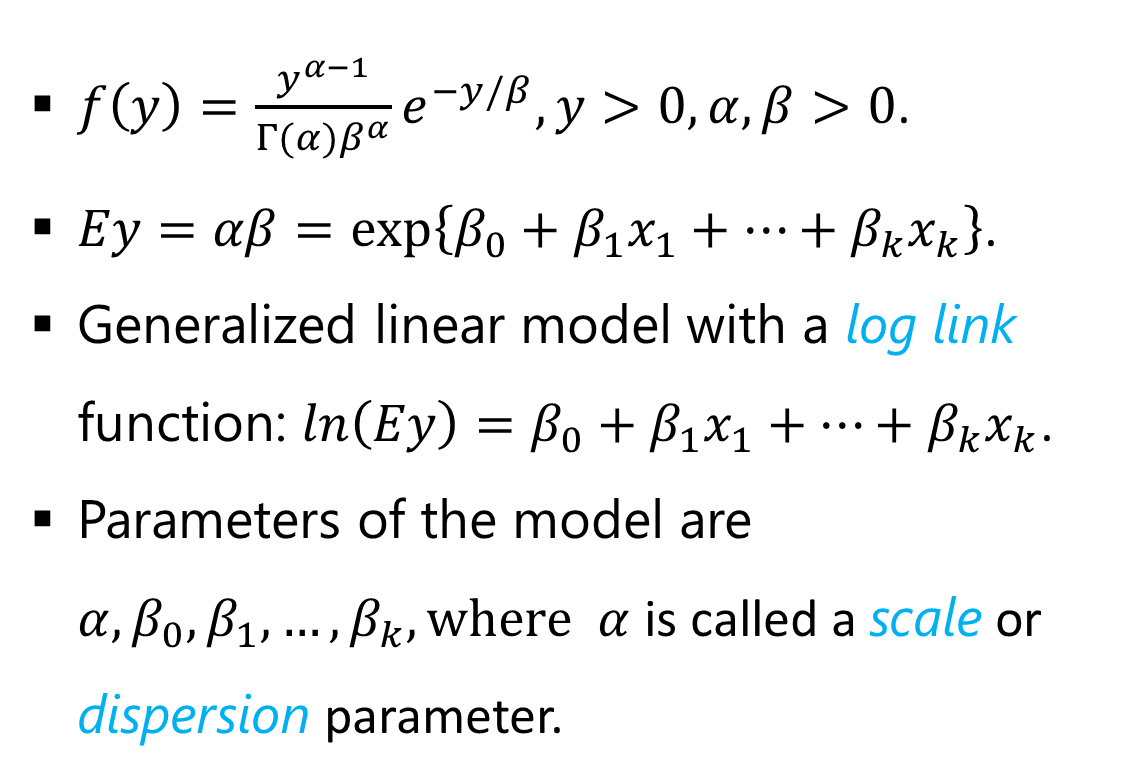 ▪ f(y) = \frac{y^{α−1}}{Γ(α)β^α} e^{−y/β}, y > 0, α, β > 0.
▪ Ey = αβ = exp{β₀ + β₁x₁ + ⋯ + βₖxₖ}.
▪ Generalized linear model with a log link
function: ln(Ey) = β₀ + β₁x₁ + ⋯ + βₖxₖ.
▪ Parameters of the model are
α, β₀, β₁, … , βₖ, where α is called a scale or
dispersion parameter.